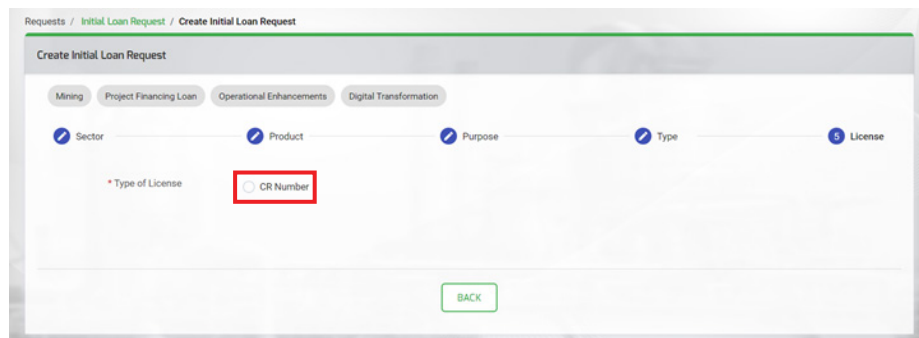 Requests / Initial Loan Request / Create Initial Loan Request
Create Initial Loan Request
Mining Project Financing Loan Operational Enhancements Digital Transformation
Sector Product Purpose Type 5 License
* Type of License CR Number
BACK